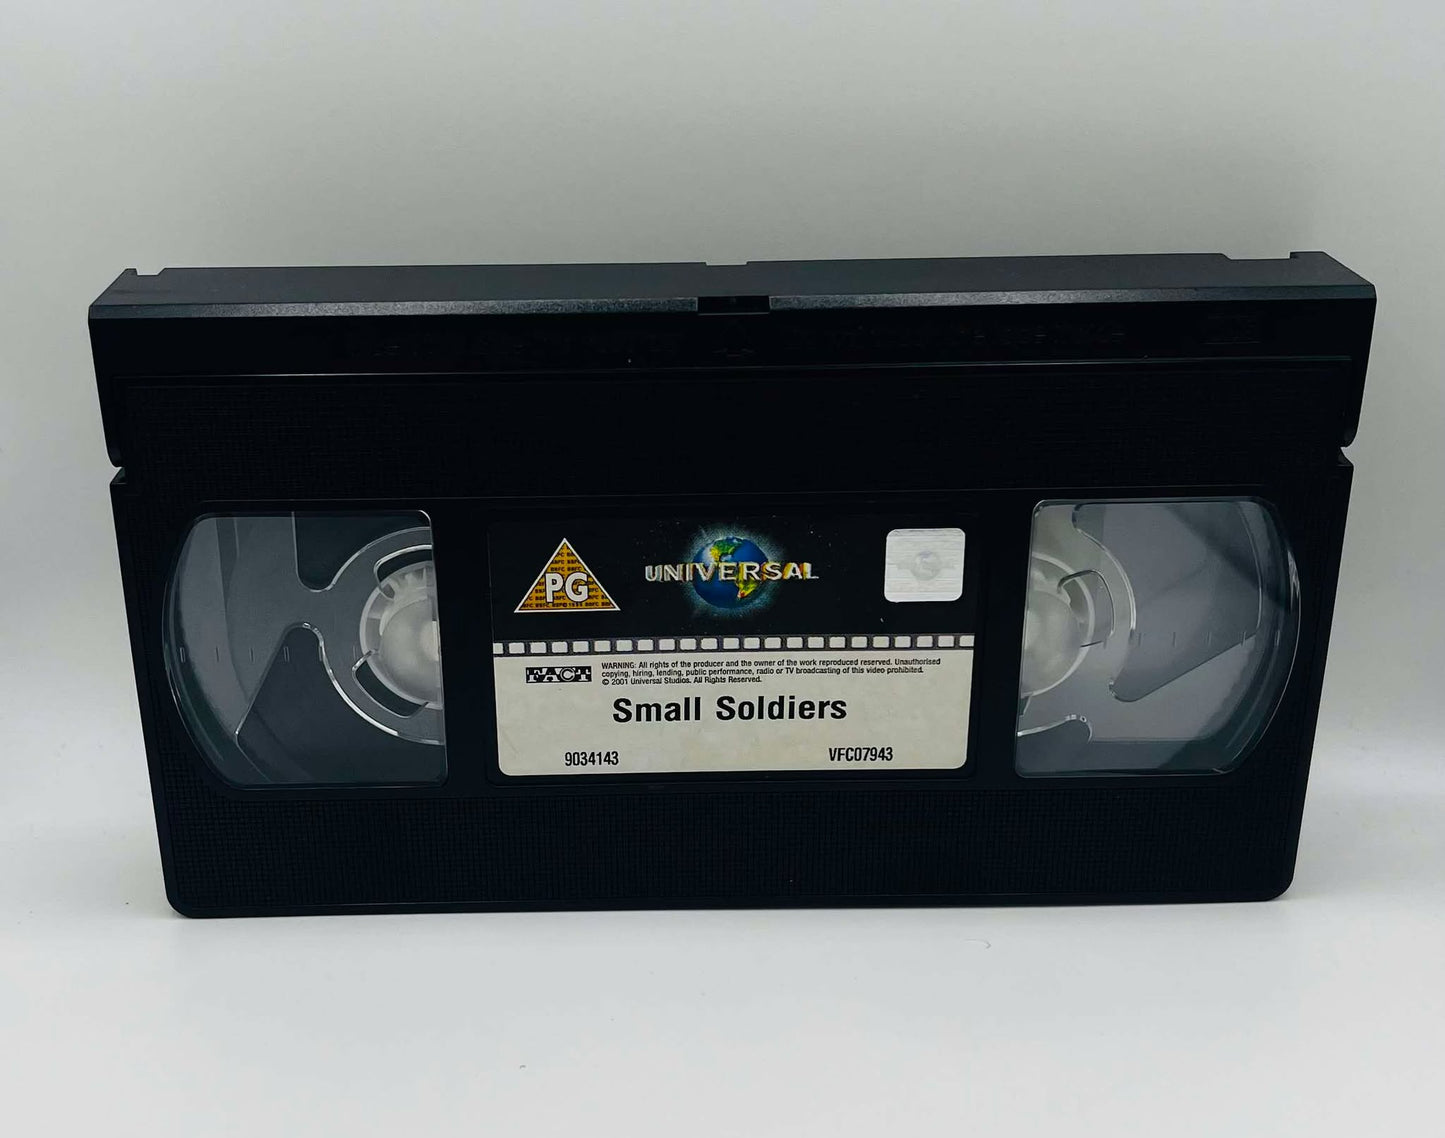 PG
UNIVERSAL
FACT
WARNING: All rights of the producer and the owner of the work reproduced reserved. Unauthorised
copying, hiring, lending, public performance, radio or TV broadcasting of this video prohibited.
© 2001 Universal Studios. All Rights Reserved.
Small Soldiers
9034143 VFC07943